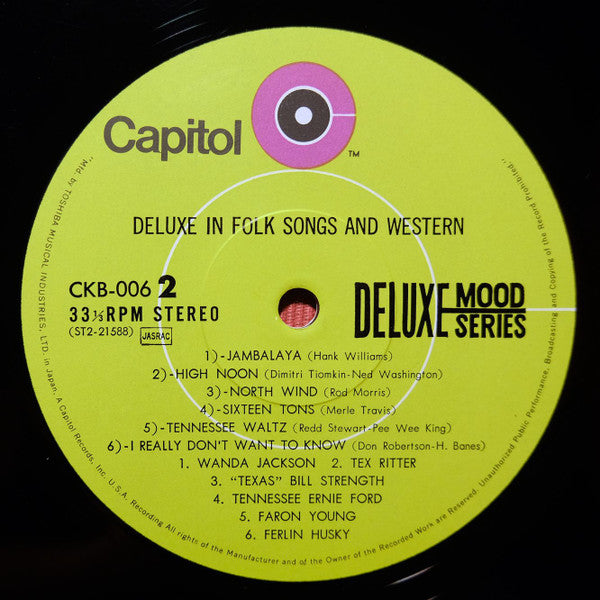 Capitol
TM
DELUXE IN FOLK SONGS AND WESTERN
CKB-006 2
33⅓RPM STEREO
(ST2-21588) JASRAC
DELUXE MOOD SERIES
1)-JAMBALAYA (Hank Williams)
2)-HIGH NOON (Dimitri Tiomkin-Ned Washington)
3)-NORTH WIND (Rod Morris)
4)-SIXTEEN TONS (Merle Travis)
5)-TENNESSEE WALTZ (Redd Stewart-Pee Wee King)
6)-I REALLY DON'T WANT TO KNOW (Don Robertson-H. Banes)
1. WANDA JACKSON 2. TEX RITTER
3. "TEXAS" BILL STRENGTH
4. TENNESSEE ERNIE FORD
5. FARON YOUNG
6. FERLIN HUSKY
"Mfd. by TOSHIBA MUSICAL INDUSTRIES, LTD. in Japan. A Capitol Records, Inc. U.S.A. Recording All rights of the Manufacturer and of the Owner of the Recorded Work are Reserved. Unauthorized Public Performance, Broadcasting and Copying of the Record Prohibited."